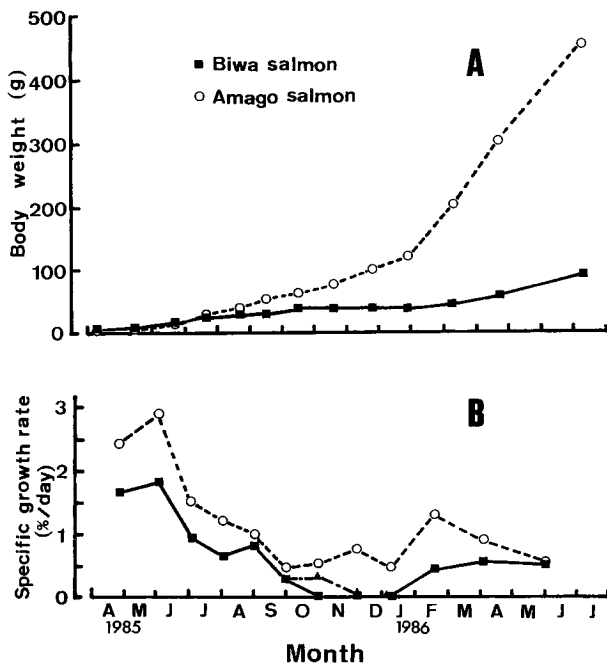 500
400
300
200
100
0
Body weight (g)
A
Biwa salmon
Amago salmon
B
3
2
1
0
Specific growth rate
(%/day)
A M J J A S O N D J F M A M J J
1985 1986
Month